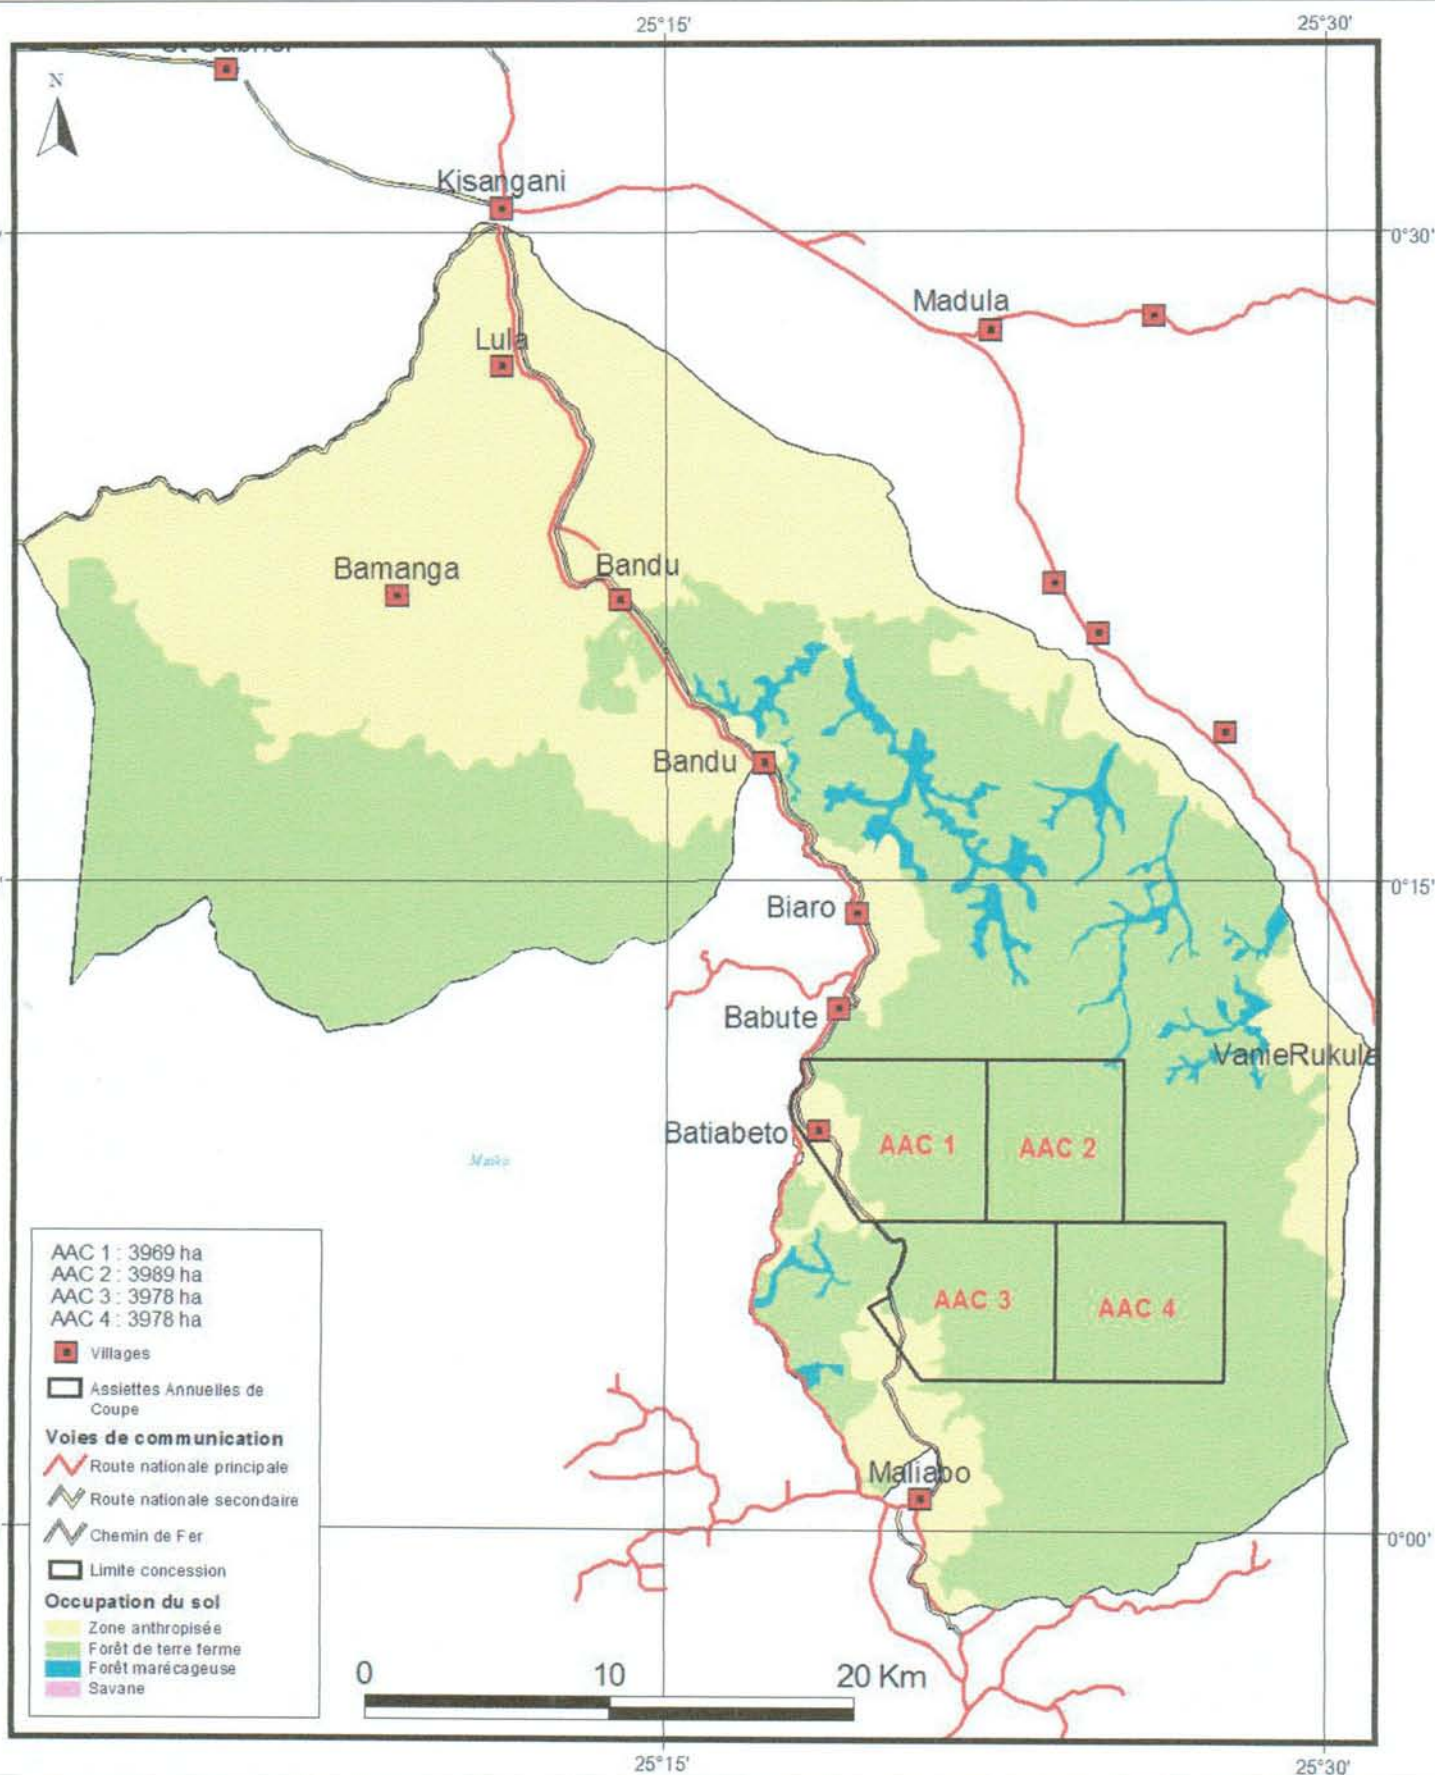 25°15'
25°30'
N
Kisangani
0°30'
Madula
Lula
Bamanga
Bandu
Bandu
0°15'
Biaro
Babute
VanieRukula
Batiabeto
AAC 1
AAC 2
Maiko
AAC 3
AAC 4
AAC 1 : 3969 ha
AAC 2 : 3989 ha
AAC 3 : 3978 ha
AAC 4 : 3978 ha
Villages
Assiettes Annuelles de
Coupe
Voies de communication
Route nationale principale
Route nationale secondaire
Chemin de Fer
Limite concession
Occupation du sol
Zone anthropisée
Forêt de terre ferme
Forêt marécageuse
Savane
Maliabo
0°00'
0 10 20 Km
25°15'
25°30'